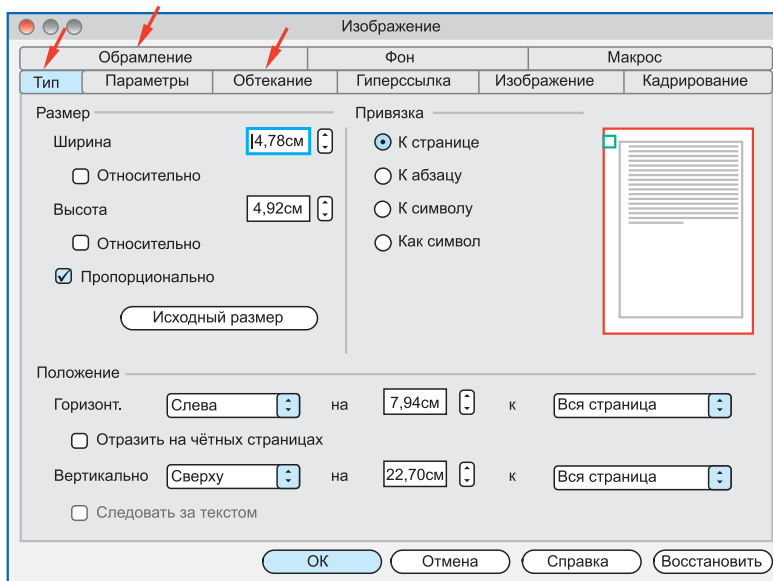 Изображение
Обрамление Фон Макрос
Тип Параметры Обтекание Гиперссылка Изображение Кадрирование
Размер Привязка
Ширина 4,78см К странице
Относительно К абзацу
Высота 4,92см К символу
Относительно Как символ
Пропорционально
Исходный размер
Положение
Горизонт. Слева на 7,94см к Вся страница
Отразить на чётных страницах
Вертикально Сверху на 22,70см к Вся страница
Следовать за текстом
ОК Отмена Справка Восстановить